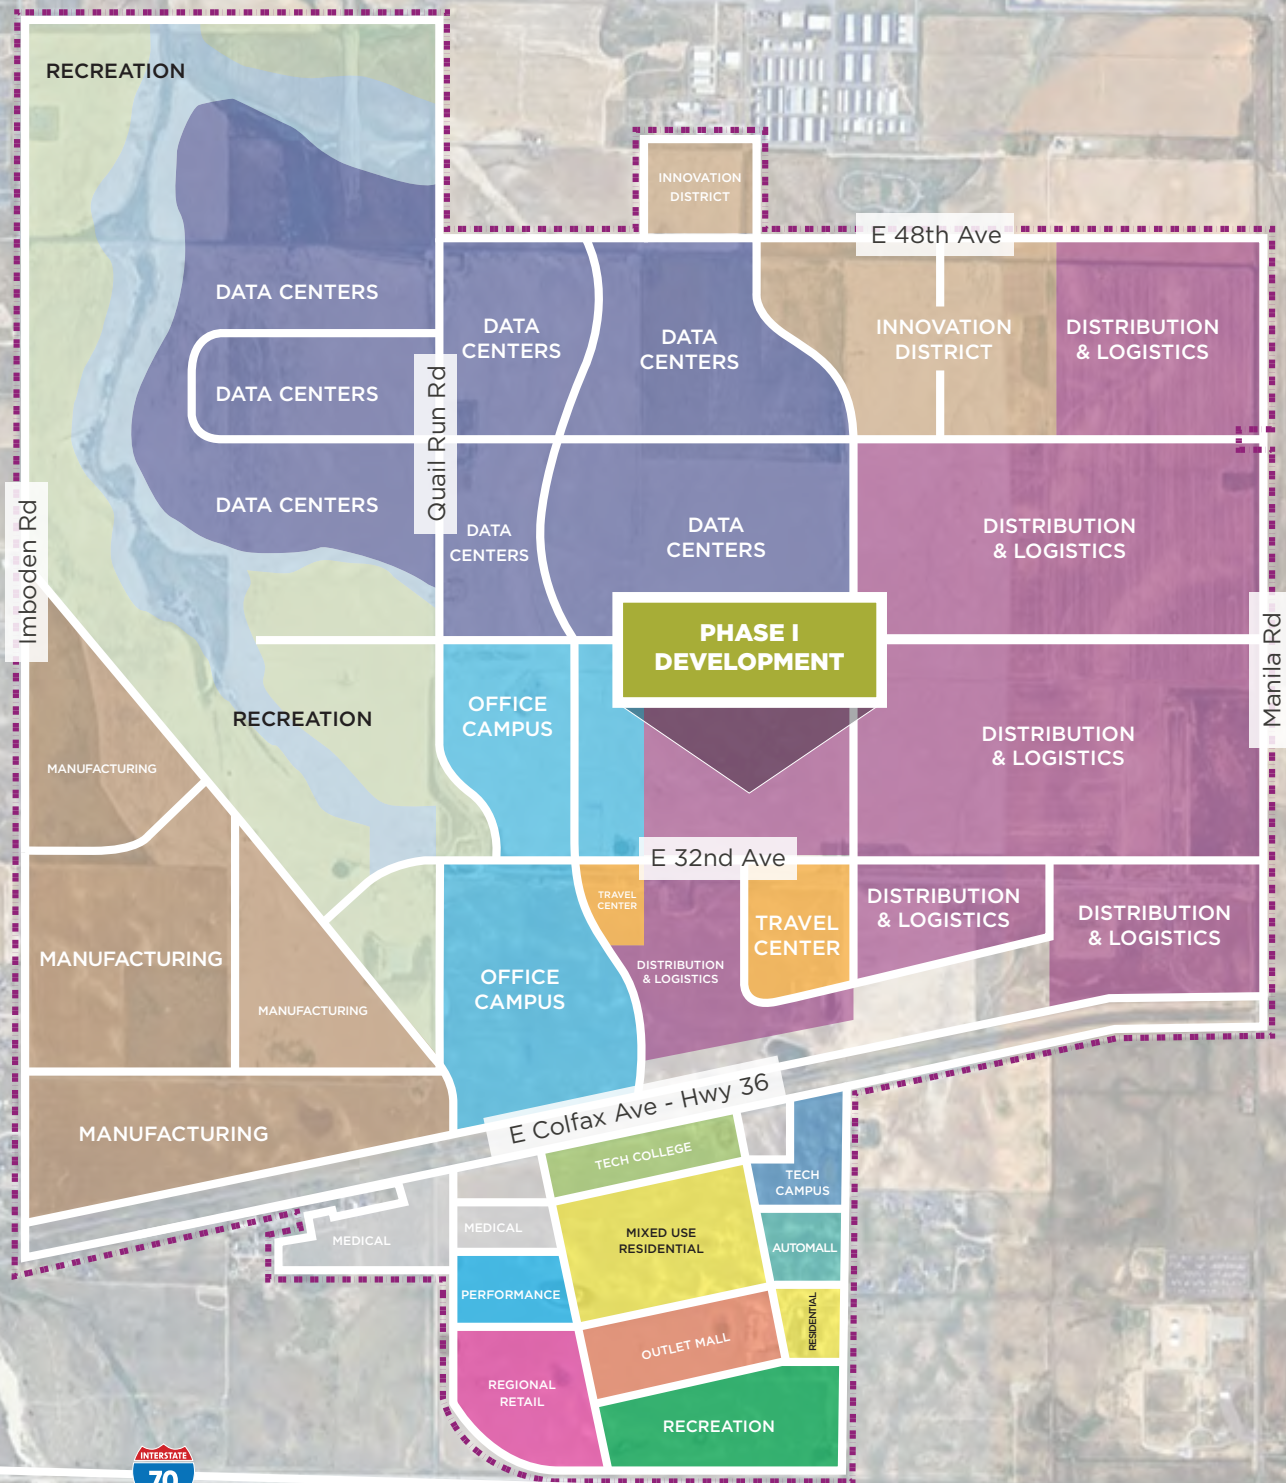 RECREATION
INNOVATION
DISTRICT
E 48th Ave
DATA CENTERS
DATA
CENTERS
DATA
CENTERS
INNOVATION
DISTRICT
DISTRIBUTION
& LOGISTICS
DATA CENTERS
Quail Run Rd
DATA CENTERS
DATA
CENTERS
DATA
CENTERS
DISTRIBUTION
& LOGISTICS
Imboden Rd
PHASE I
DEVELOPMENT
Manila Rd
RECREATION
OFFICE
CAMPUS
DISTRIBUTION
& LOGISTICS
MANUFACTURING
E 32nd Ave
TRAVEL
CENTER
TRAVEL
CENTER
DISTRIBUTION
& LOGISTICS
DISTRIBUTION
& LOGISTICS
MANUFACTURING
MANUFACTURING
OFFICE
CAMPUS
DISTRIBUTION
& LOGISTICS
MANUFACTURING
E Colfax Ave - Hwy 36
TECH COLLEGE
TECH
CAMPUS
MEDICAL
MEDICAL
MIXED USE
RESIDENTIAL
AUTOMALL
PERFORMANCE
OUTLET MALL
RESIDENTIAL
REGIONAL
RETAIL
RECREATION
INTERSTATE
70